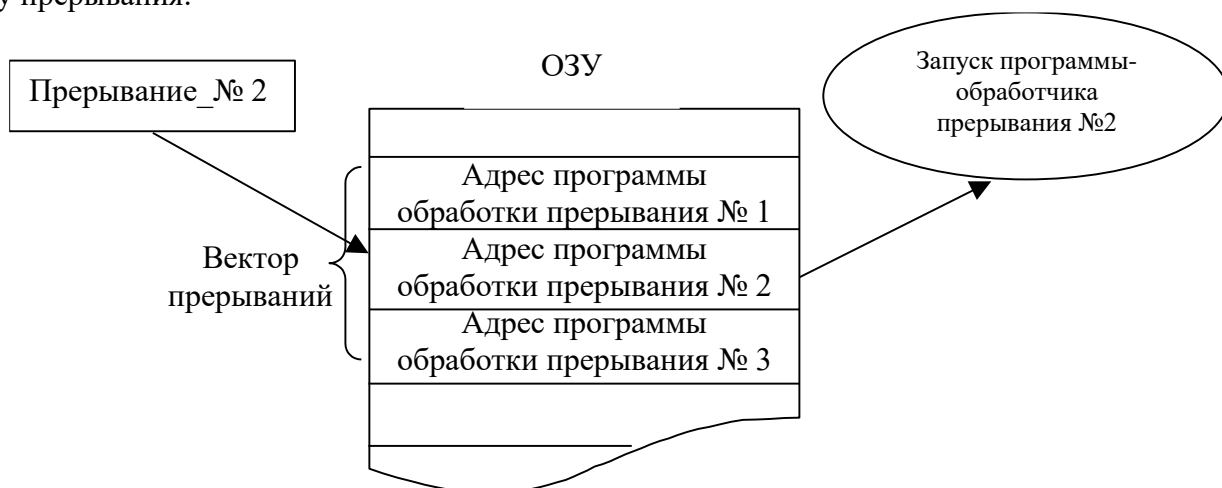 у прерывания.
Прерывание_№ 2
ОЗУ
Запуск программы-
обработчика
прерывания №2
Адрес программы
обработки прерывания № 1
Вектор
прерываний
Адрес программы
обработки прерывания № 2
Адрес программы
обработки прерывания № 3